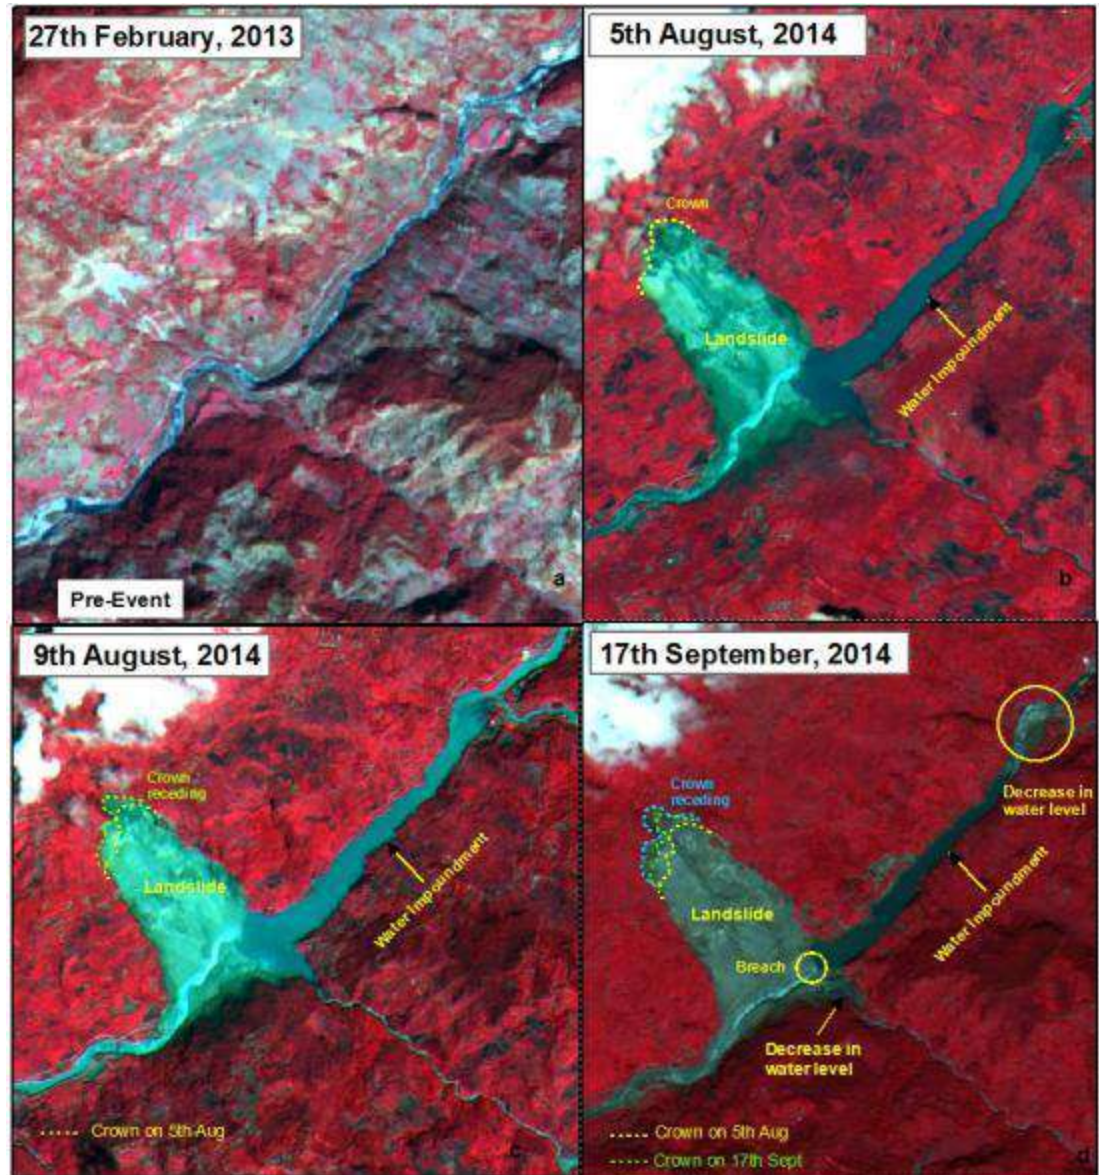 27th February, 2013
Pre-Event
a
5th August, 2014
Crown
Landslide
Water Impoundment
b
9th August, 2014
Crown
receding
Landslide
Water Impoundment
Crown on 5th Aug
c
17th September, 2014
Crown
receding
Decrease in
water level
Landslide
Water Impoundment
Breach
Decrease in
water level
Crown on 5th Aug
Crown on 17th Sept
d